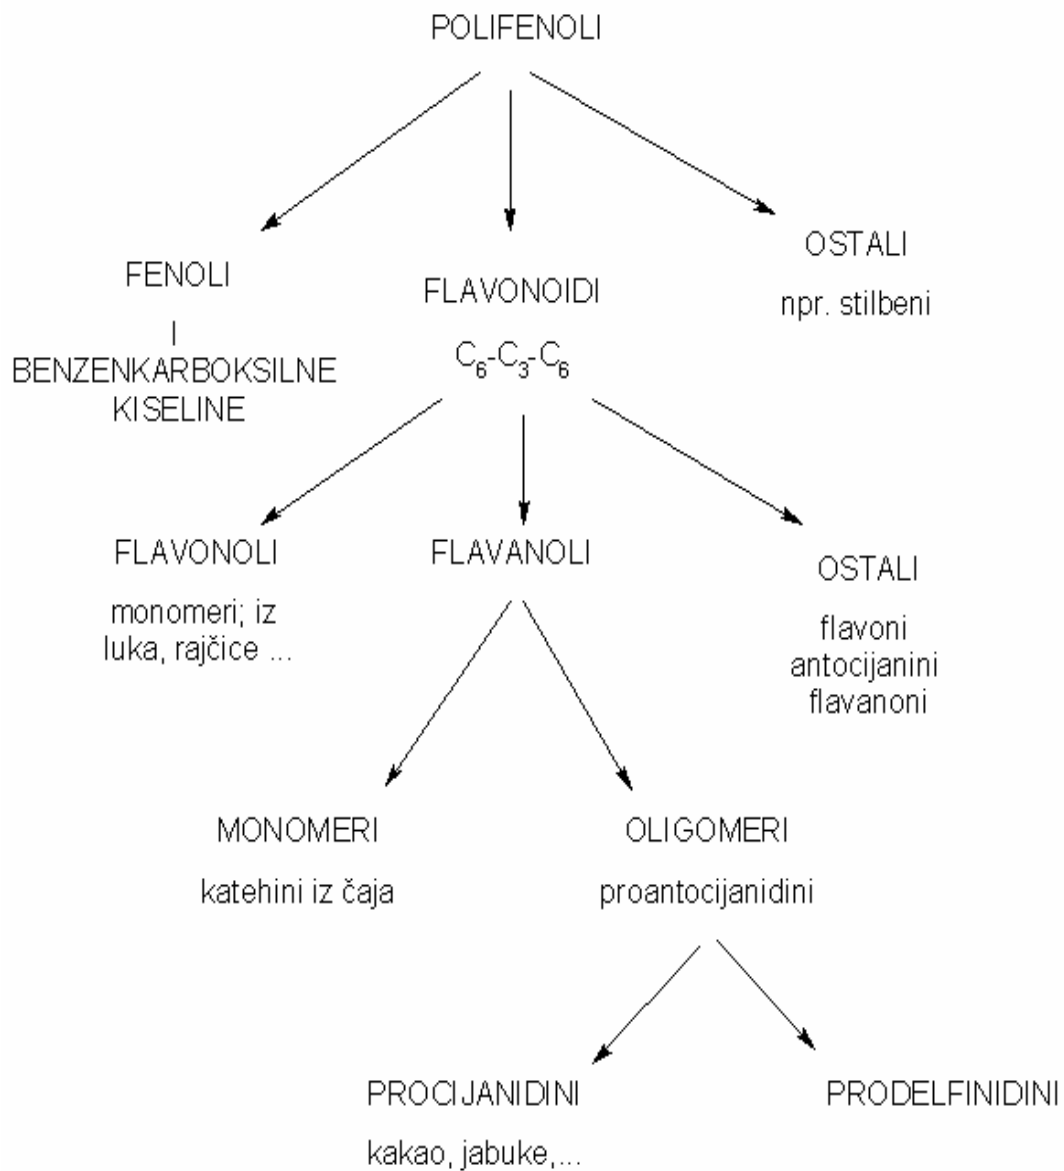 POLIFENOLI
FENOLI
I
BENZENKARBOKSILNE
KISELINE
FLAVONOIDI
C₆-C₃-C₆
OSTALI
npr. stilbeni
FLAVONOLI
monomeri; iz
luka, rajčice ...
FLAVANOLI
OSTALI
flavoni
antocijanini
flavanoni
MONOMERI
katehini iz čaja
OLIGOMERI
proantocijanidini
PROCIJANIDINI
kakao, jabuke,...
PRODELFINIDINI